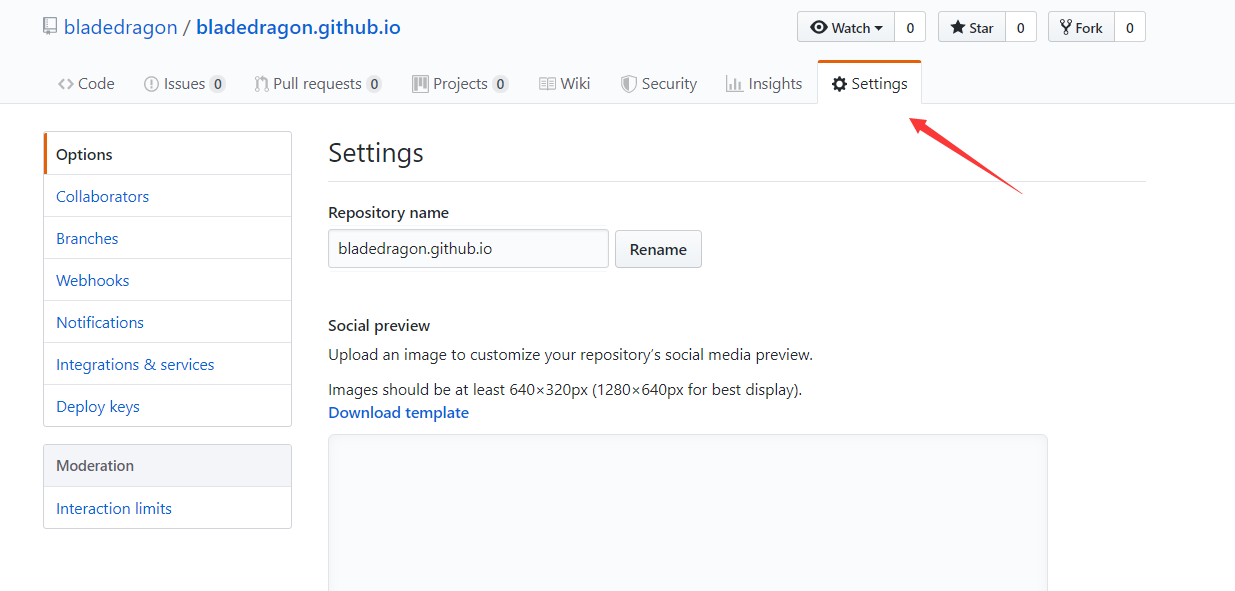 bladedragon / bladedragon.github.io Watch 0 Star 0 Fork 0
Code Issues 0 Pull requests 0 Projects 0 Wiki Security Insights Settings
Options
Collaborators
Branches
Webhooks
Notifications
Integrations & services
Deploy keys
Moderation
Interaction limits
Settings
Repository name
bladedragon.github.io Rename
Social preview
Upload an image to customize your repository’s social media preview.
Images should be at least 640×320px (1280×640px for best display).
Download template